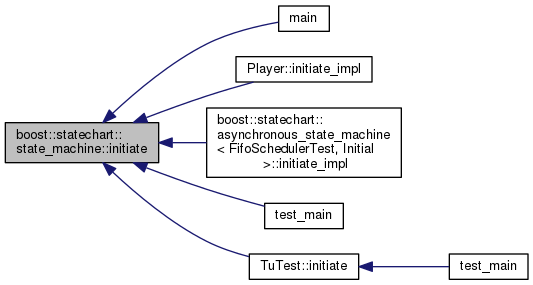 main
Player::initiate_impl
boost::statechart::
state_machine::initiate
boost::statechart::
asynchronous_state_machine
< FifoSchedulerTest, Initial
>::initiate_impl
test_main
TuTest::initiate
test_main